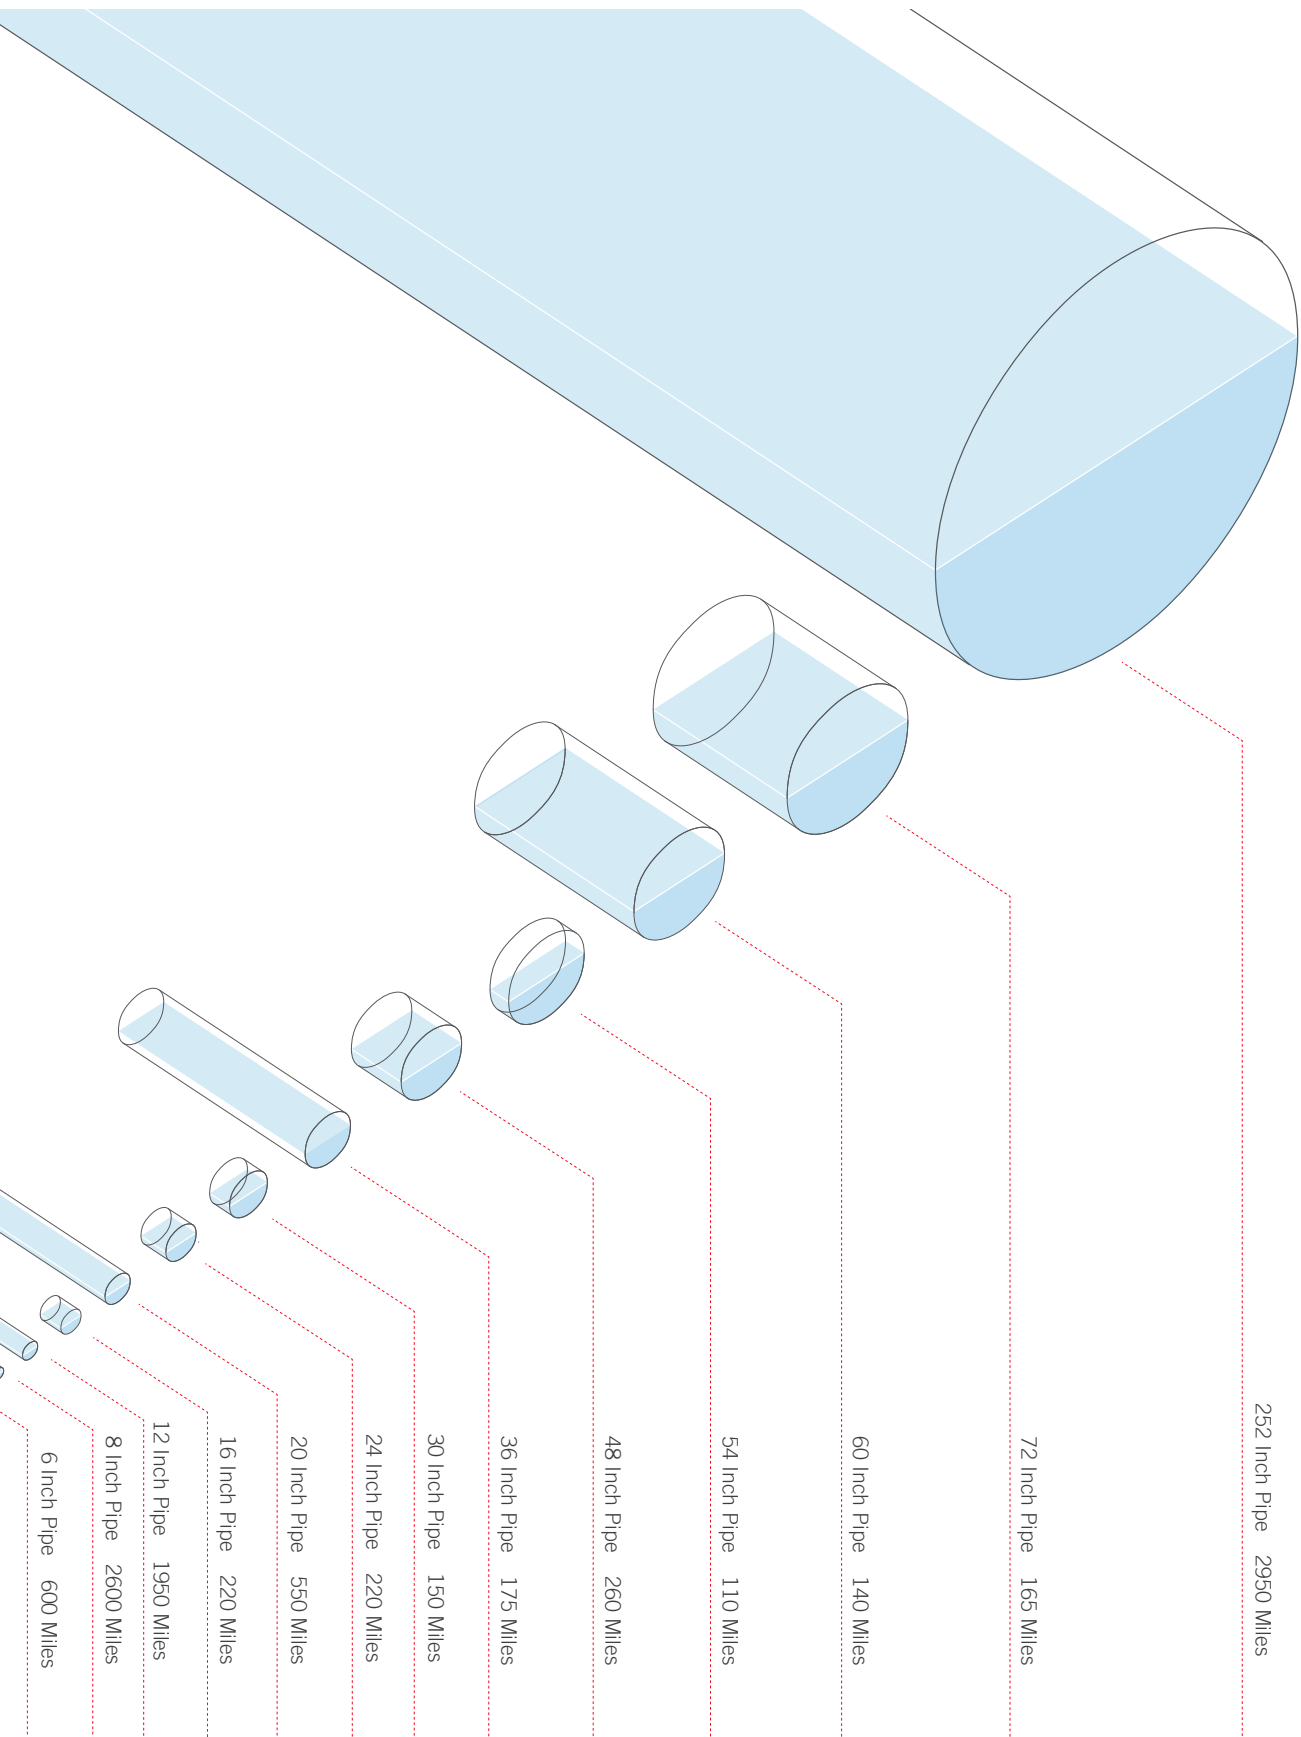 252 Inch Pipe 2950 Miles
72 Inch Pipe 165 Miles
60 Inch Pipe 140 Miles
54 Inch Pipe 110 Miles
48 Inch Pipe 260 Miles
36 Inch Pipe 175 Miles
30 Inch Pipe 150 Miles
24 Inch Pipe 220 Miles
20 Inch Pipe 550 Miles
16 Inch Pipe 220 Miles
12 Inch Pipe 1950 Miles
8 Inch Pipe 2600 Miles
6 Inch Pipe 600 Miles